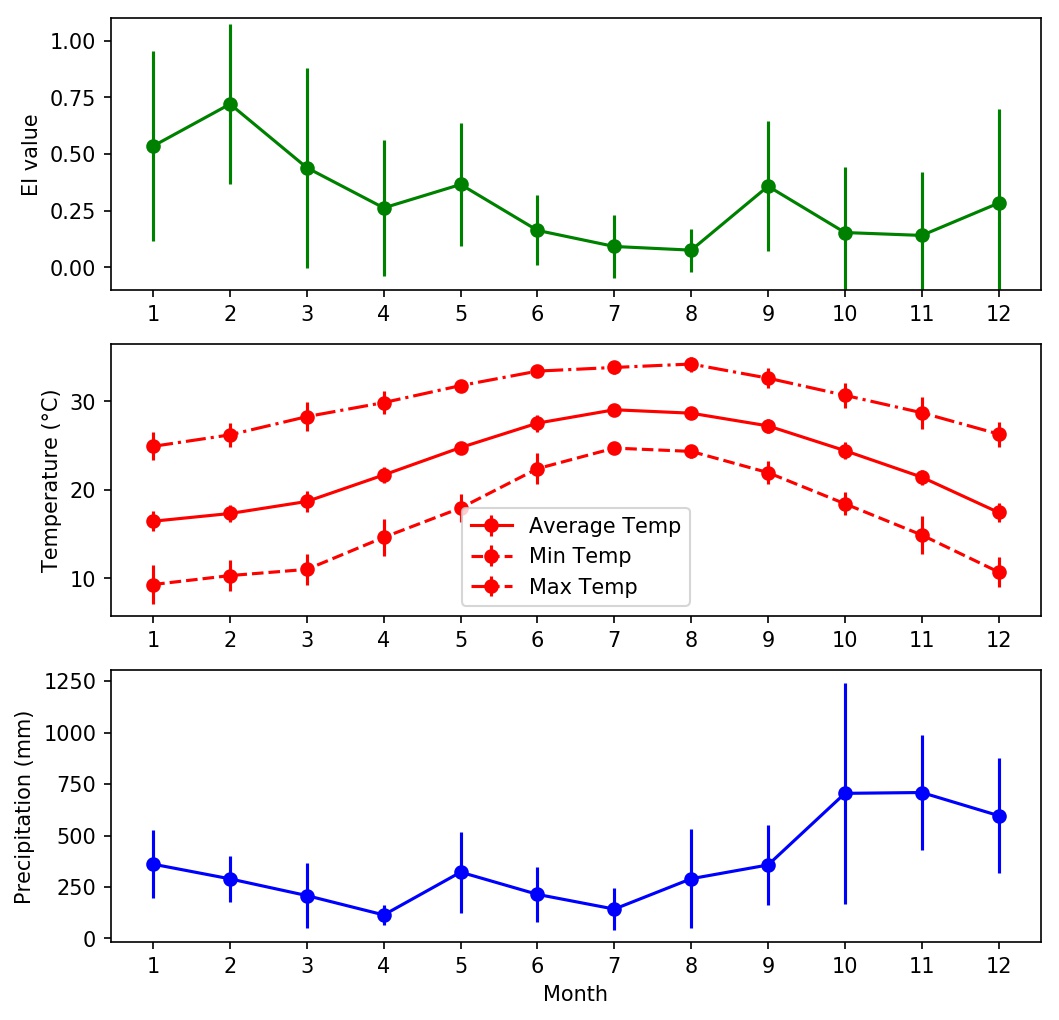 EI value
1.00
0.75
0.50
0.25
0.00
1 2 3 4 5 6 7 8 9 10 11 12
Temperature (°C)
30
20
10
Average Temp
Min Temp
Max Temp
1 2 3 4 5 6 7 8 9 10 11 12
Precipitation (mm)
1250
1000
750
500
250
0
1 2 3 4 5 6 7 8 9 10 11 12
Month